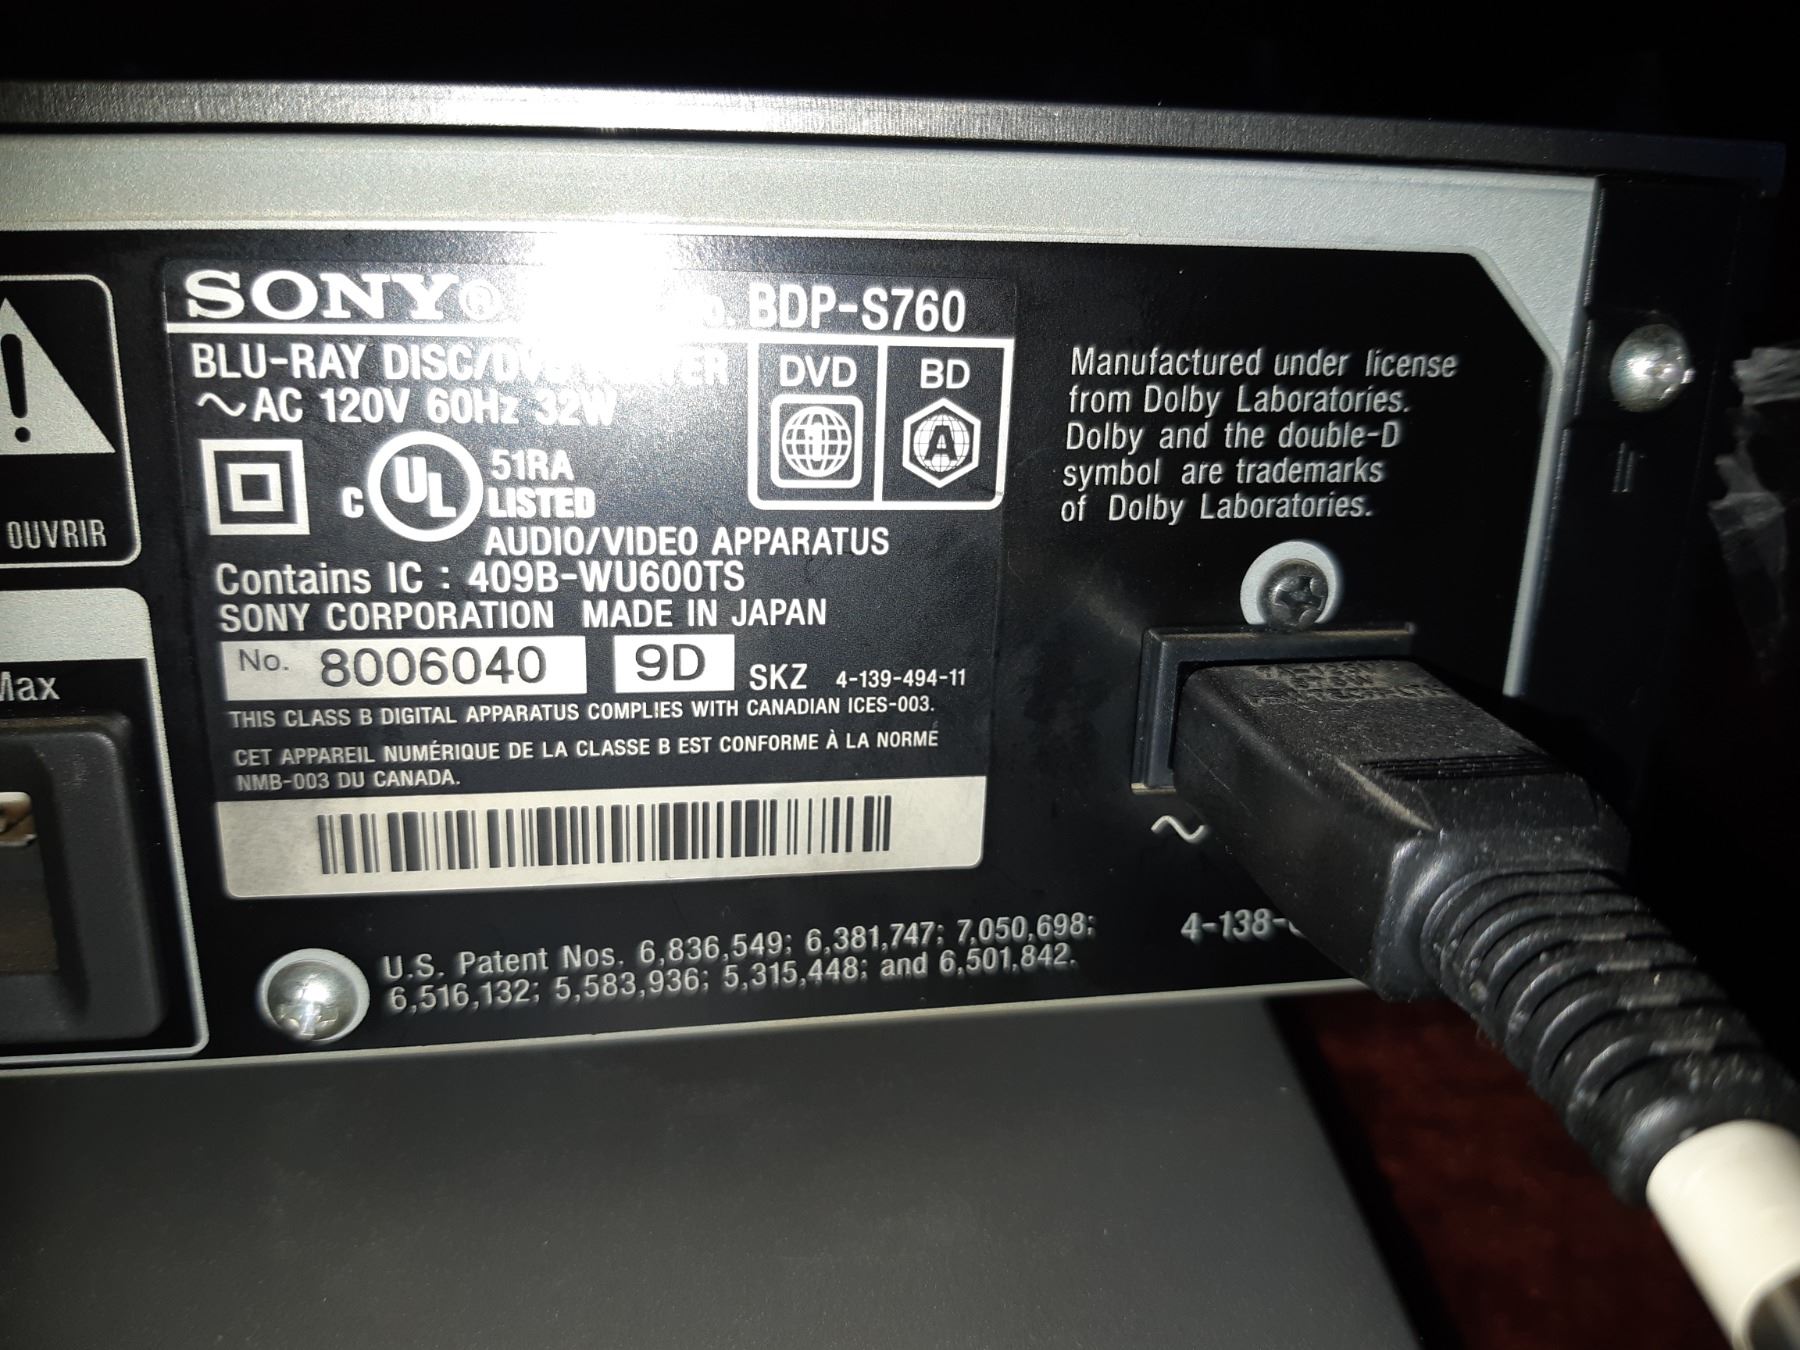 SONY®
BDP-S760
BLU-RAY
AC 120V 60Hz 32W
DVD
BD
1
A
C UL 51RA
LISTED
AUDIO/VIDEO APPARATUS
Contains IC : 409B-WU600TS
SONY CORPORATION MADE IN JAPAN
No. 8006040 9D SKZ 4-139-494-11
THIS CLASS B DIGITAL APPARATUS COMPLIES WITH CANADIAN ICES-003.
CET APPAREIL NUMÉRIQUE DE LA CLASSE B EST CONFORME À LA NORME
NMB-003 DU CANADA.
U.S. Patent Nos. 6,836,549; 6,381,747; 7,050,698;
6,516,132; 5,583,936; 5,315,448; and 6,501,842.
Manufactured under license
from Dolby Laboratories.
Dolby and the double-D
symbol are trademarks
of Dolby Laboratories.
OUVRIR